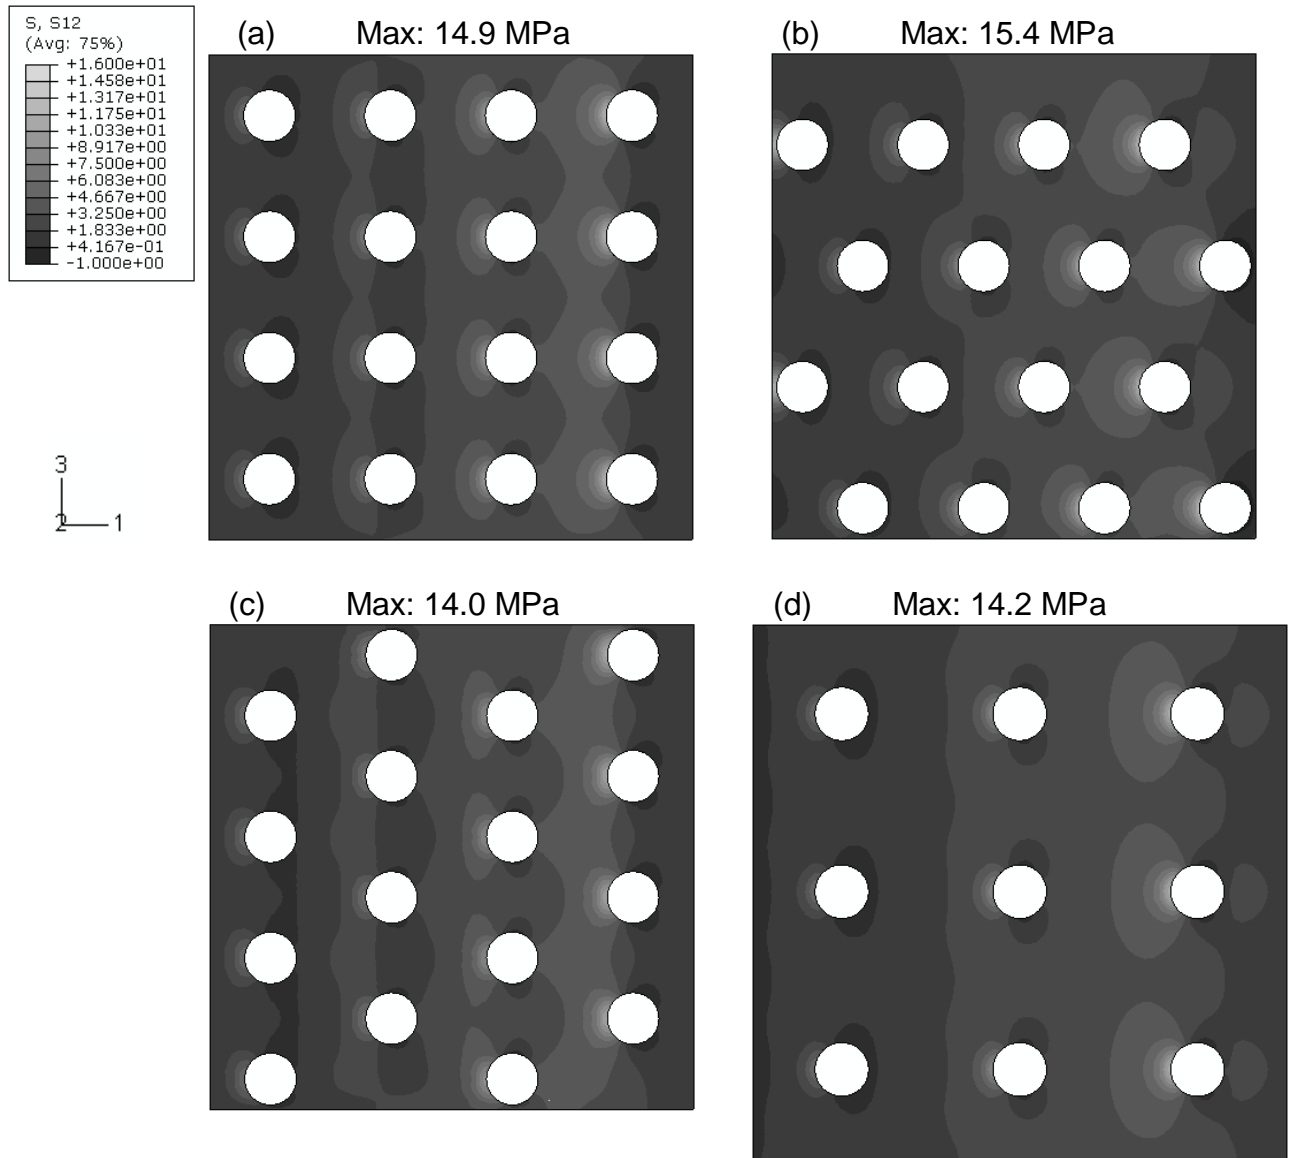 S, S12
(Avg: 75%)
+1.600e+01
+1.458e+01
+1.317e+01
+1.175e+01
+1.033e+01
+8.917e+00
+7.500e+00
+6.083e+00
+4.667e+00
+3.250e+00
+1.833e+00
+4.167e-01
-1.000e+00
(a) Max: 14.9 MPa
(b) Max: 15.4 MPa
3
2 1
(c) Max: 14.0 MPa
(d) Max: 14.2 MPa